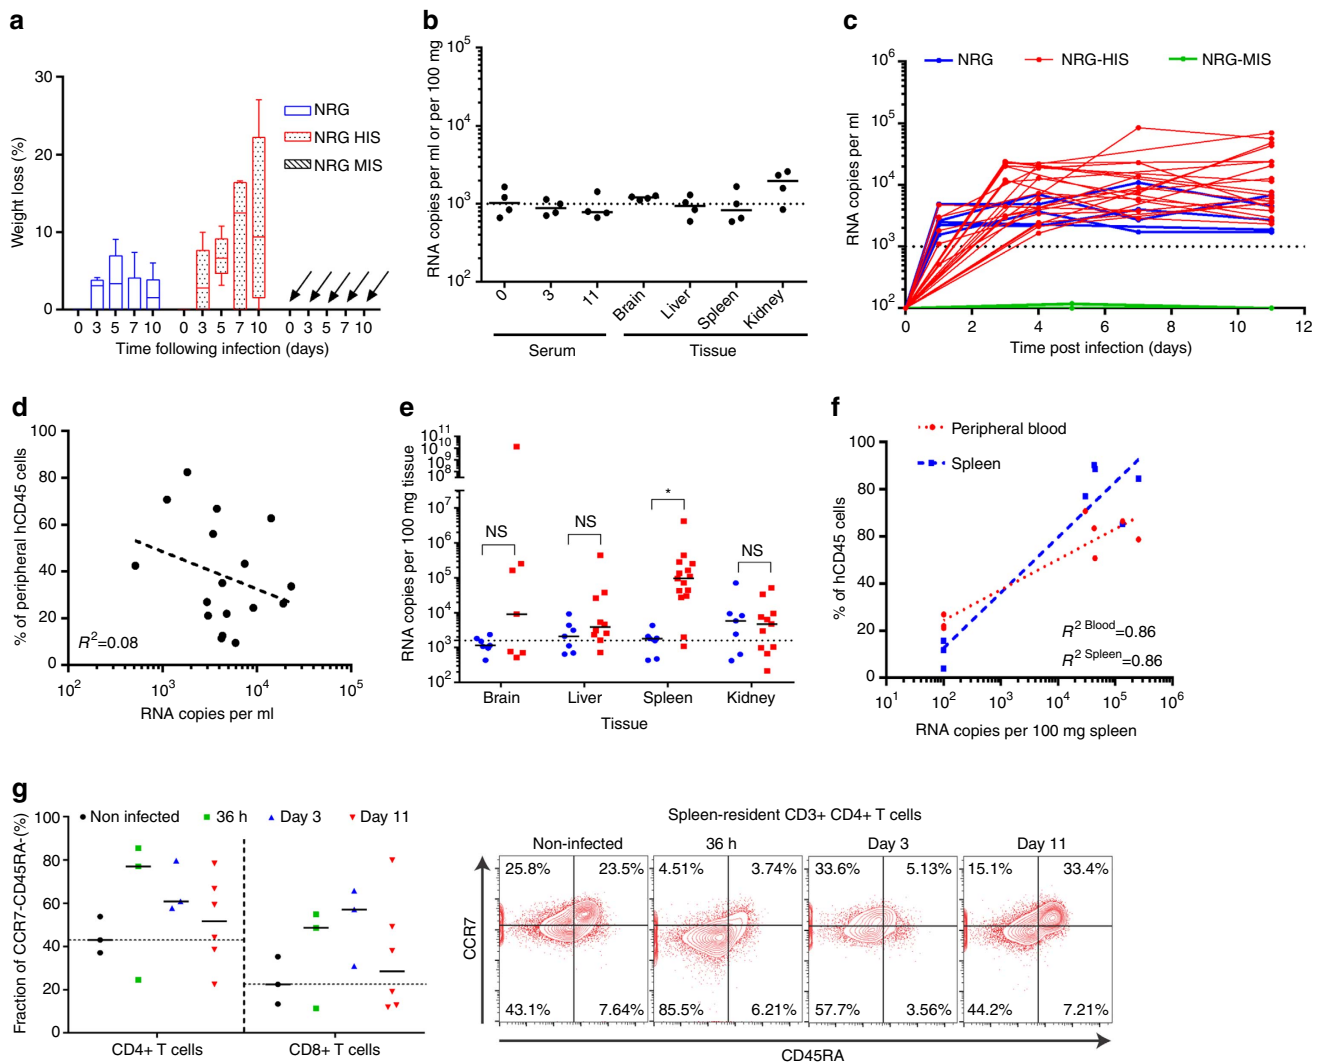 a
30
20
10
0
Weight loss (%)
NRG
NRG HIS
NRG MIS
0 3 5 7 10 0 3 5 7 10 0 3 5 7 10
Time following infection (days)
b
10^5
10^4
10^3
10^2
RNA copies per ml or per 100 mg
0 3 11 Brain Liver Spleen Kidney
Serum Tissue
c
NRG NRG-HIS NRG-MIS
10^6
10^5
10^4
10^3
10^2
RNA copies per ml
0 2 4 6 8 10 12
Time post infection (days)
d
100
80
60
40
20
0
% of peripheral hCD45 cells
R^2=0.08
10^2 10^3 10^4 10^5
RNA copies per ml
e
10^11
10^10
10^9
10^8
10^7
10^6
10^5
10^4
10^3
10^2
RNA copies per 100 mg tissue
NS NS * NS
Brain Liver Spleen Kidney
Tissue
f
Peripheral blood
Spleen
100
80
60
40
20
0
% of hCD45 cells
R^2 Blood=0.86
R^2 Spleen=0.86
10^1 10^2 10^3 10^4 10^5 10^6
RNA copies per 100 mg spleen
g
Non infected 36 h Day 3 Day 11
100
80
60
40
20
0
Fraction of CCR7-CD45RA-(%)
CD4+ T cells CD8+ T cells
Spleen-resident CD3+ CD4+ T cells
Non-infected 36 h Day 3 Day 11
25.8% 23.5% 4.51% 3.74% 33.6% 5.13% 15.1% 33.4%
CCR7
43.1% 7.64% 85.5% 6.21% 57.7% 3.56% 44.2% 7.21%
CD45RA